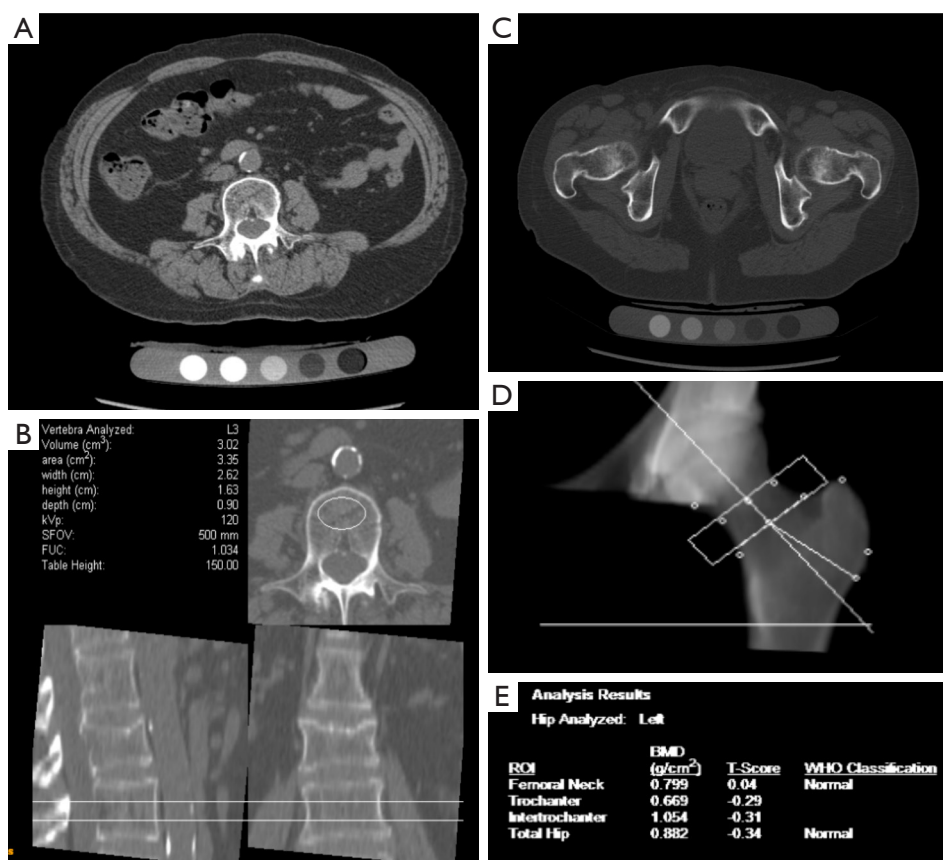 A
C
B
Vertebra Analyzed: L3
Volume (cm3): 3.02
area (cm2): 3.35
width (cm): 2.62
height (cm): 1.63
depth (cm): 0.90
kVp: 120
SFOV: 500 mm
FUC: 1.034
Table Height: 150.00
s
D
E
Analysis Results
Hip Analyzed: Left
BMD
ROI (g/cm2) T-Score WHO Classification
Femoral Neck 0.799 0.04 Normal
Trochanter 0.669 -0.29
Intertrochanter 1.054 -0.31
Total Hip 0.882 -0.34 Normal